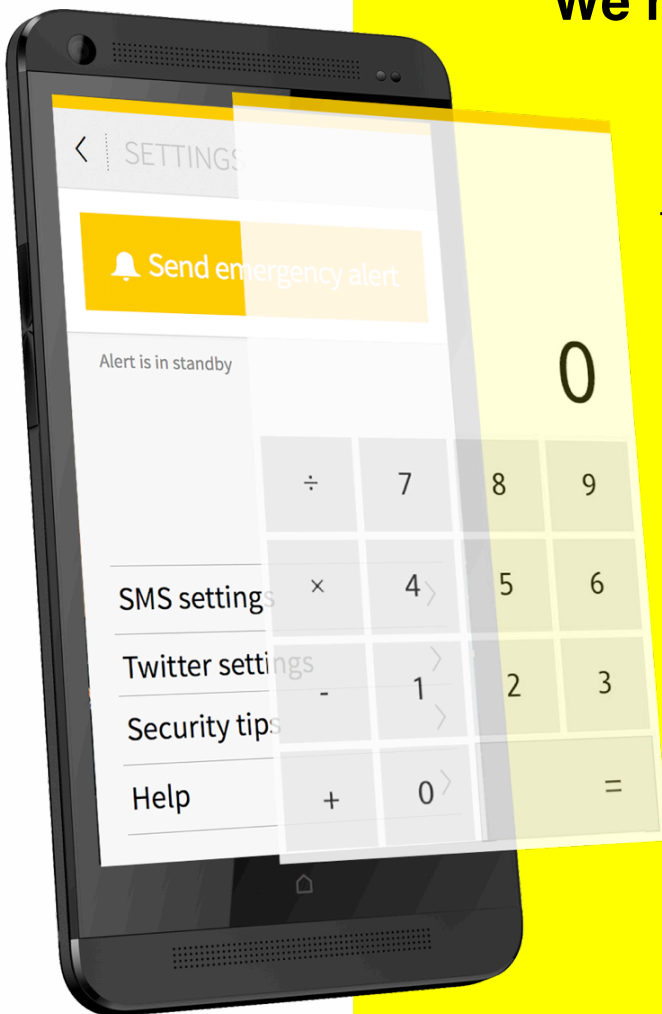 We
SETTINGS
Send emergency alert
Alert is in standby
0
÷ 7 8 9
SMS settings × 4 5 6
Twitter settings
- 1 2 3
Security tips
Help + 0 =